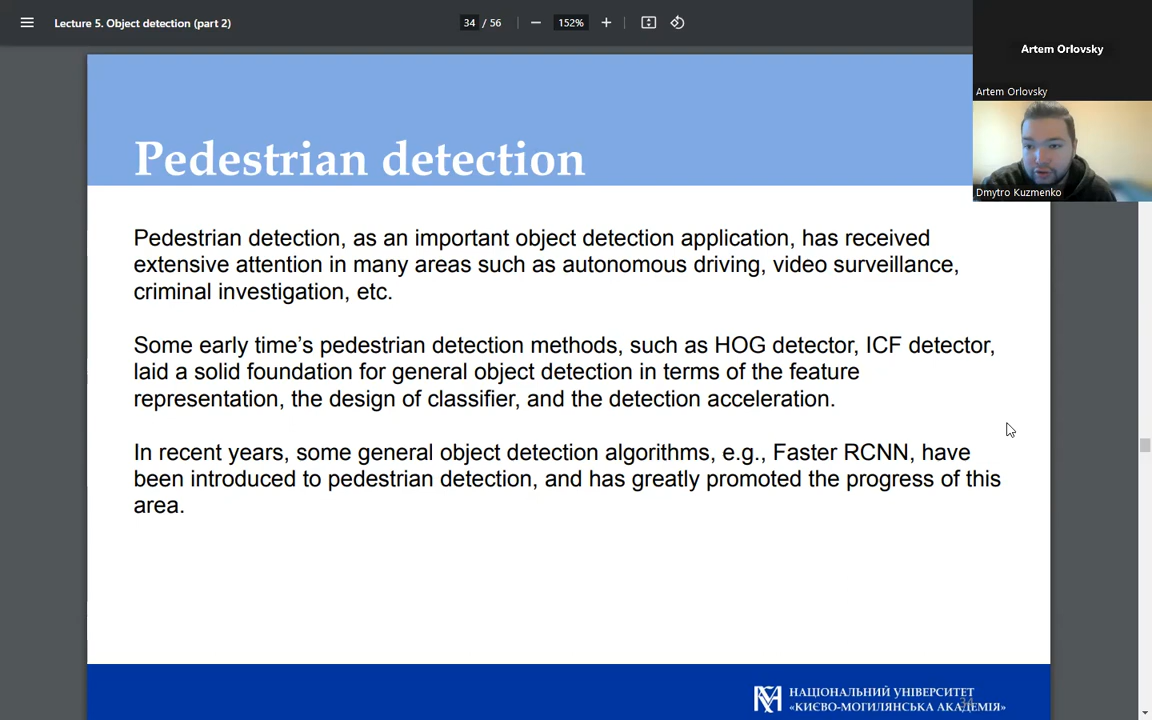 Lecture 5. Object detection (part 2)
34 / 56
152%
Artem Orlovsky
Artem Orlovsky
Dmytro Kuzmenko
Pedestrian detection
Pedestrian detection, as an important object detection application, has received
extensive attention in many areas such as autonomous driving, video surveillance,
criminal investigation, etc.
Some early time’s pedestrian detection methods, such as HOG detector, ICF detector,
laid a solid foundation for general object detection in terms of the feature
representation, the design of classifier, and the detection acceleration.
In recent years, some general object detection algorithms, e.g., Faster RCNN, have
been introduced to pedestrian detection, and has greatly promoted the progress of this
area.
НАЦІОНАЛЬНИЙ УНІВЕРСИТЕТ
«КИЄВО-МОГИЛЯНСЬКА АКАДЕМІЯ»
34